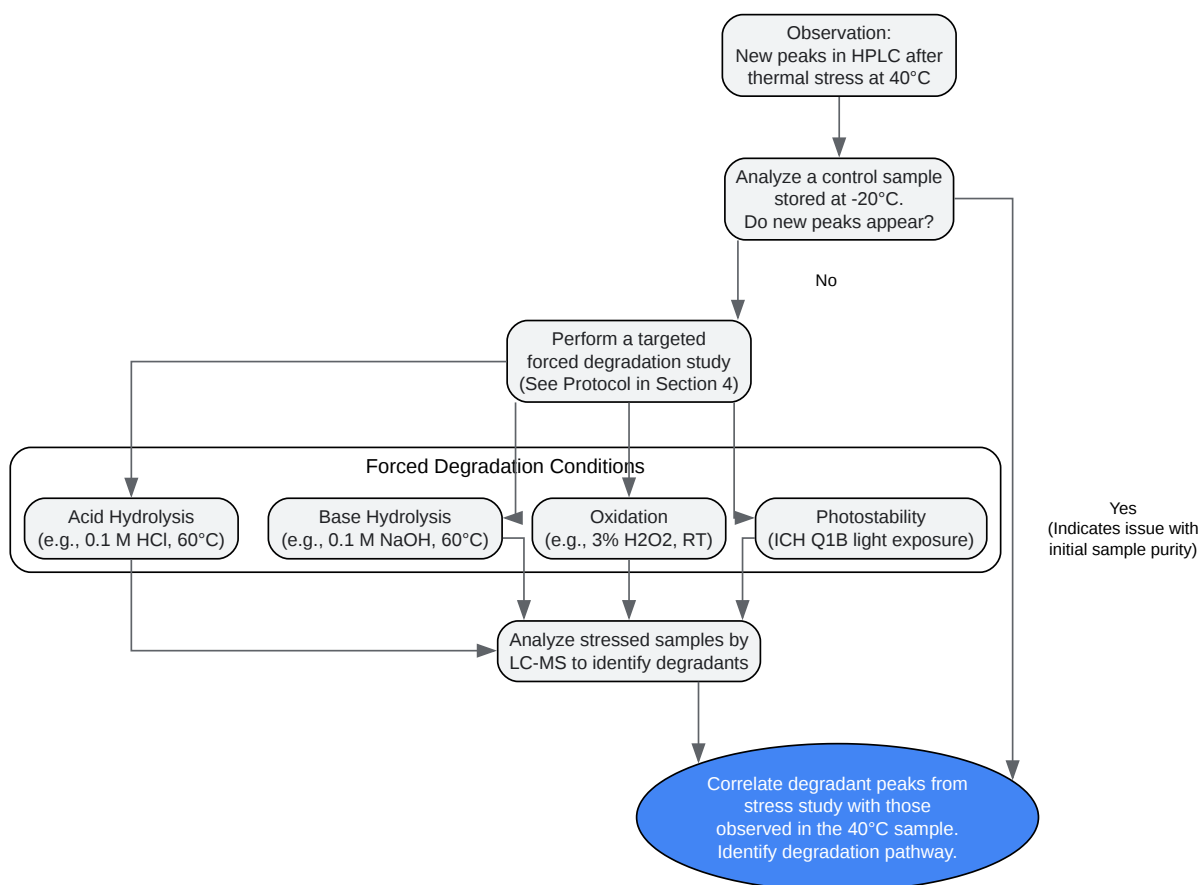 Observation:
New peaks in HPLC after
thermal stress at 40°C
Analyze a control sample
stored at -20°C.
Do new peaks appear?
No
Perform a targeted
forced degradation study
(See Protocol in Section 4)
Forced Degradation Conditions
Acid Hydrolysis
(e.g., 0.1 M HCl, 60°C)
Base Hydrolysis
(e.g., 0.1 M NaOH, 60°C)
Oxidation
(e.g., 3% H2O2, RT)
Photostability
(ICH Q1B light exposure)
Yes
(Indicates issue with
initial sample purity)
Analyze stressed samples by
LC-MS to identify degradants
Correlate degradant peaks from
stress study with those
observed in the 40°C sample.
Identify degradation pathway.